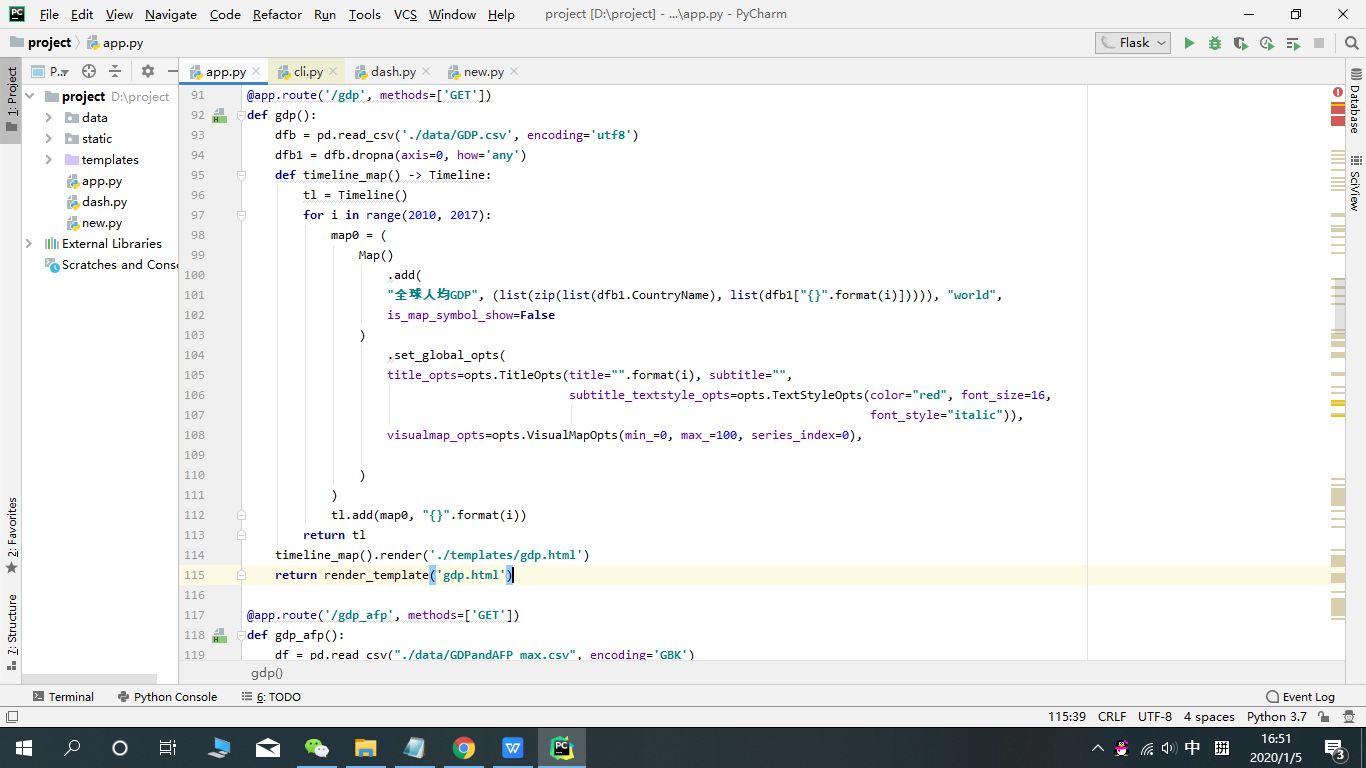 File Edit View Navigate Code Refactor Run Tools VCS Window Help project [D:\project] - ...\app.py - PyCharm
project app.py Flask
1: Project
P.. app.py cli.py dash.py new.py
project D:\project
data
static
templates
app.py
dash.py
new.py
External Libraries
Scratches and Conso
91 @app.route('/gdp', methods=['GET'])
92 def gdp():
93 dfb = pd.read_csv('./data/GDP.csv', encoding='utf8')
94 dfb1 = dfb.dropna(axis=0, how='any')
95 def timeline_map() -> Timeline:
96 tl = Timeline()
97 for i in range(2010, 2017):
98 map0 = (
99 Map()
100 .add(
101 "全球人均GDP", (list(zip(list(dfb1.CountryName), list(dfb1["{}".format(i)])))), "world",
102 is_map_symbol_show=False
103 )
104 .set_global_opts(
105 title_opts=opts.TitleOpts(title="".format(i), subtitle="",
106 subtitle_textstyle_opts=opts.TextStyleOpts(color="red", font_size=16,
107 font_style="italic")),
108 visualmap_opts=opts.VisualMapOpts(min_=0, max_=100, series_index=0),
109
110 )
111 )
112 tl.add(map0, "{}".format(i))
113 return tl
114 timeline_map().render('./templates/gdp.html')
115 return render_template('gdp.html')
116
117 @app.route('/gdp_afp', methods=['GET'])
118 def gdp_afp():
119 df = pd.read_csv("./data/GDPandAFP_max.csv", encoding='GBK')
gdp()
Database
SciView
2: Favorites
7: Structure
Terminal Python Console 6: TODO Event Log
115:39 CRLF UTF-8 4 spaces Python 3.7
中 拼 16:51
2020/1/5
3